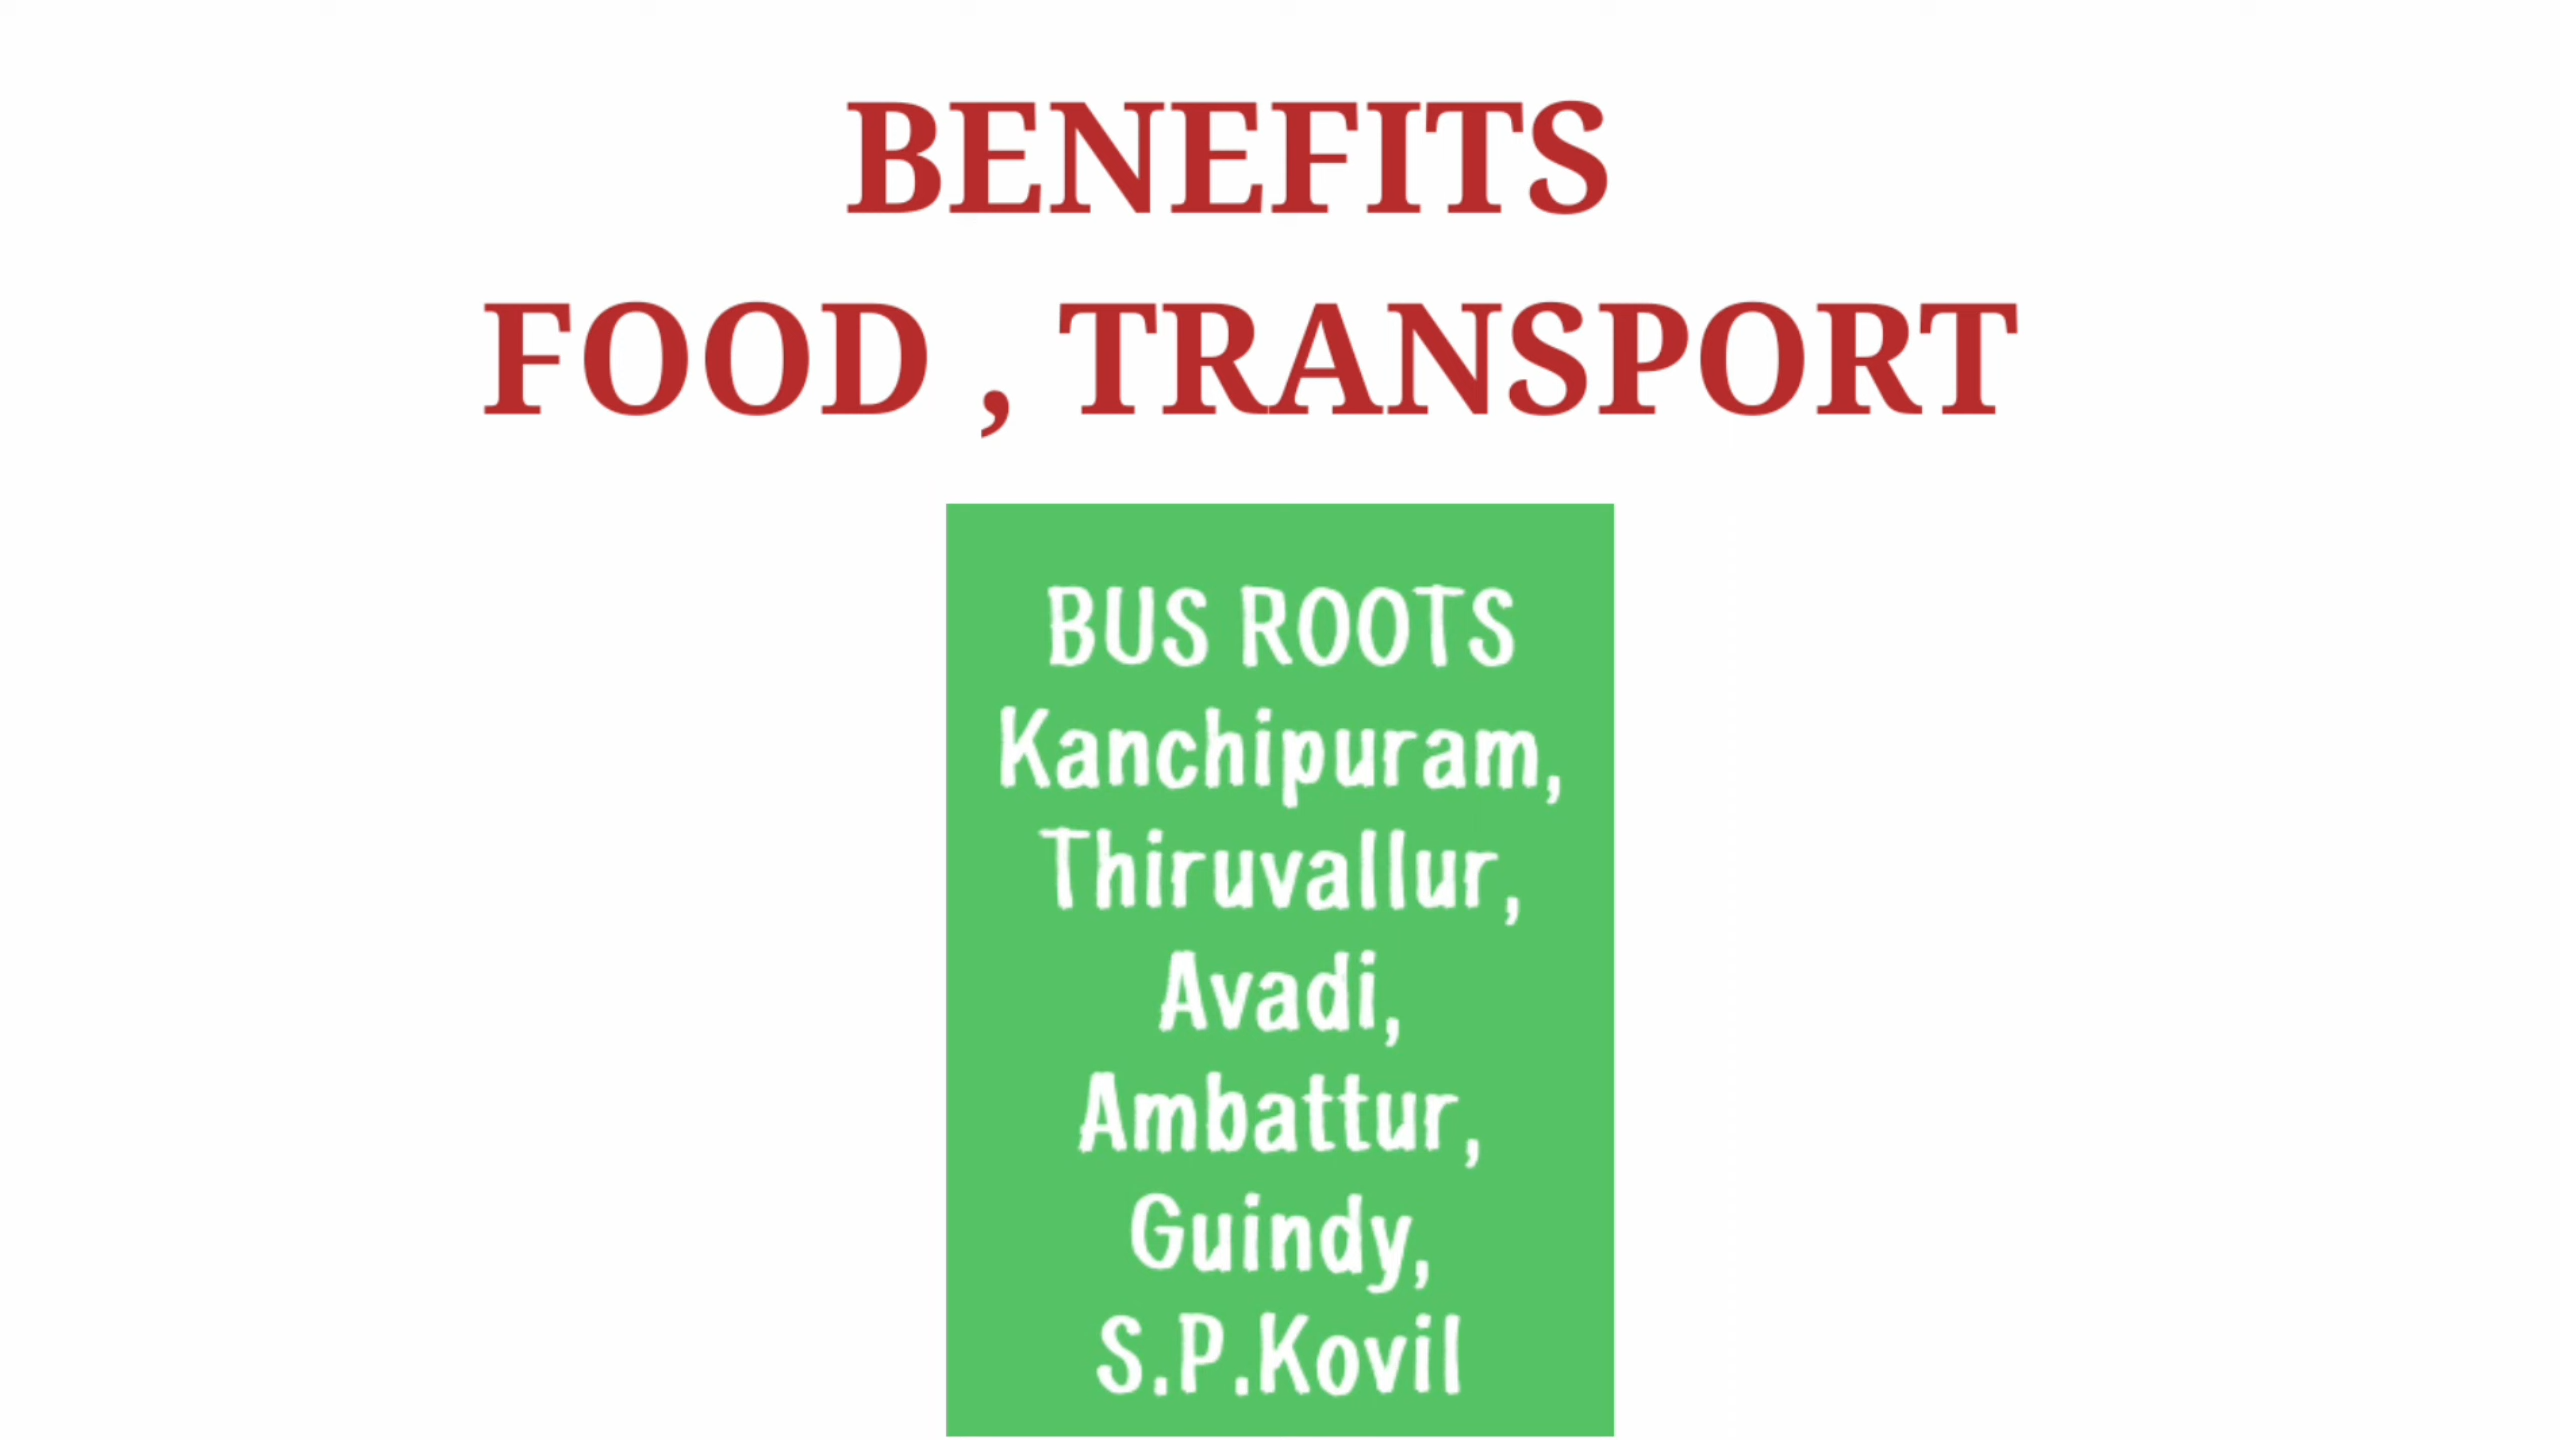 BENEFITS
FOOD , TRANSPORT
BUS ROOTS
Kanchipuram,
Thiruvallur,
Avadi,
Ambattur,
Guindy,
S.P.Kovil